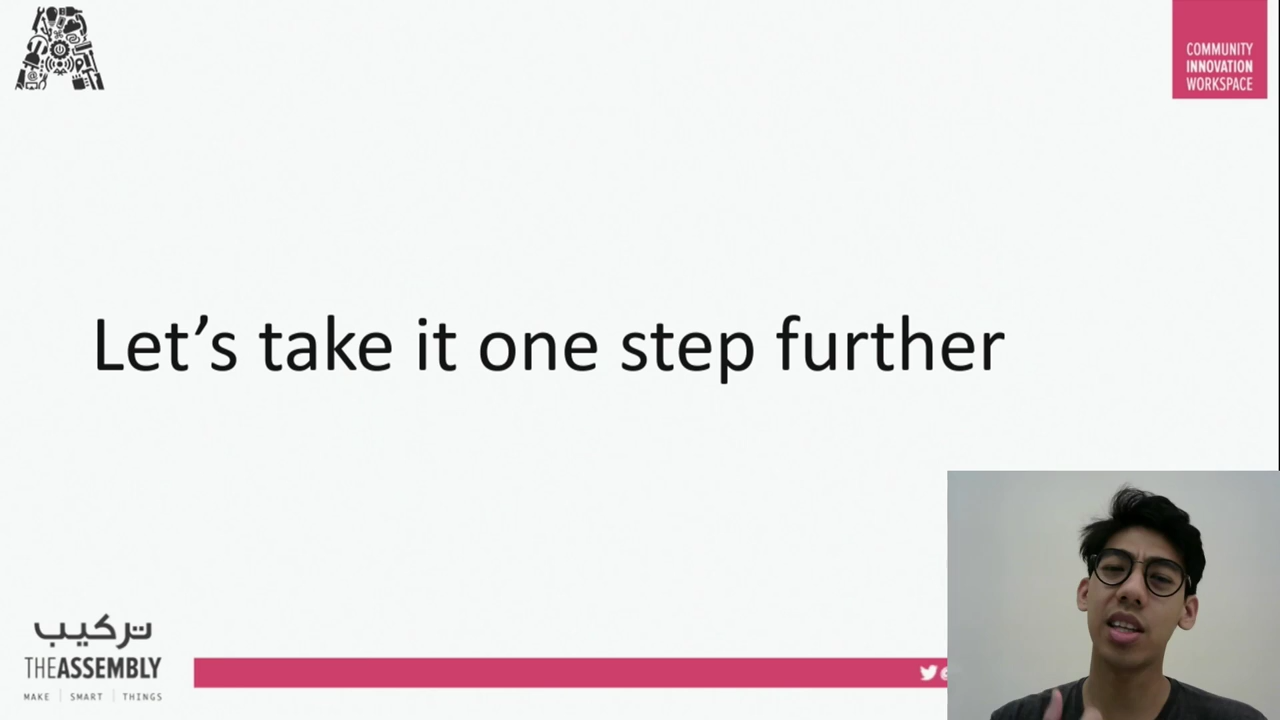 COMMUNITY
INNOVATION
WORKSPACE
Let’s take it one step further
تركيب
THEASSEMBLY
MAKE | SMART | THINGS